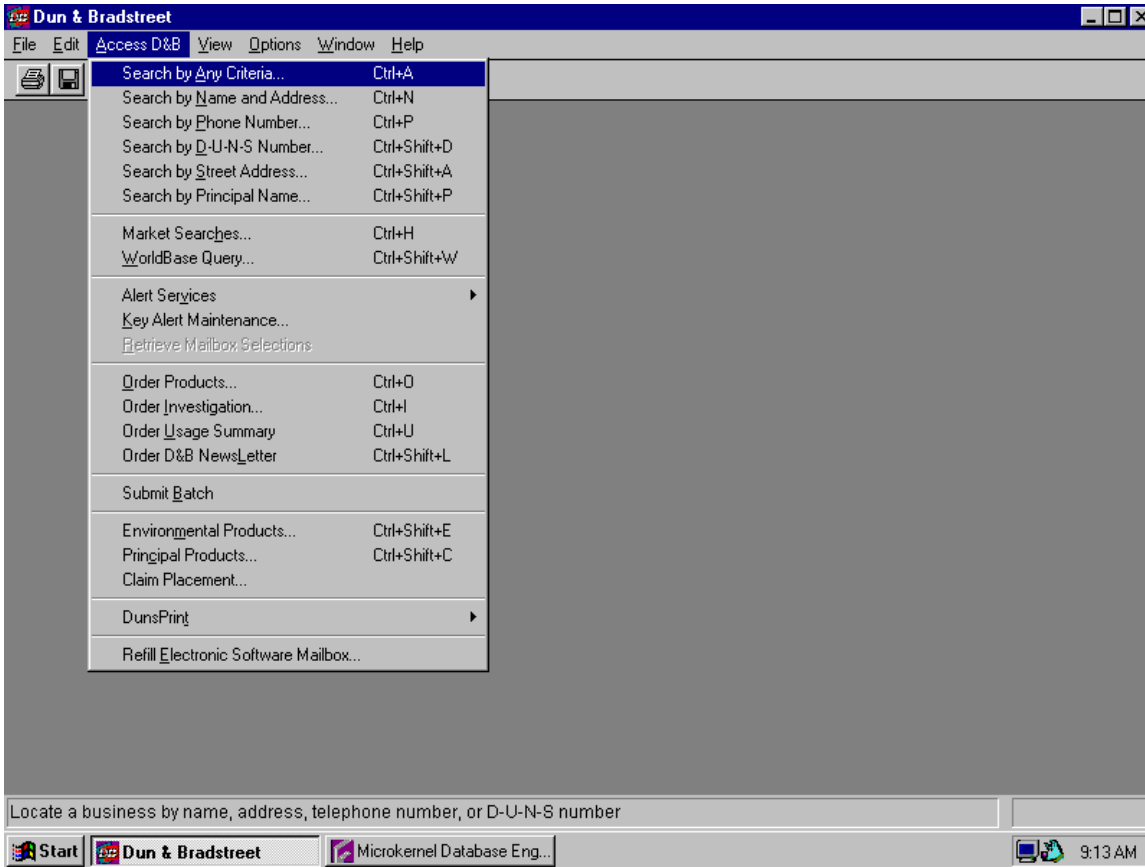 Dun & Bradstreet
File Edit Access D&B View Options Window Help
Search by Any Criteria... Ctrl+A
Search by Name and Address... Ctrl+N
Search by Phone Number... Ctrl+P
Search by D-U-N-S Number... Ctrl+Shift+D
Search by Street Address... Ctrl+Shift+A
Search by Principal Name... Ctrl+Shift+P
Market Searches... Ctrl+H
WorldBase Query... Ctrl+Shift+W
Alert Services
Key Alert Maintenance...
Retrieve Mailbox Selections
Order Products... Ctrl+O
Order Investigation... Ctrl+I
Order Usage Summary Ctrl+U
Order D&B NewsLetter Ctrl+Shift+L
Submit Batch
Environmental Products... Ctrl+Shift+E
Principal Products... Ctrl+Shift+C
Claim Placement...
DunsPrint
Refill Electronic Software Mailbox...
Locate a business by name, address, telephone number, or D-U-N-S number
Start Dun & Bradstreet Microkernel Database Eng... 9:13 AM